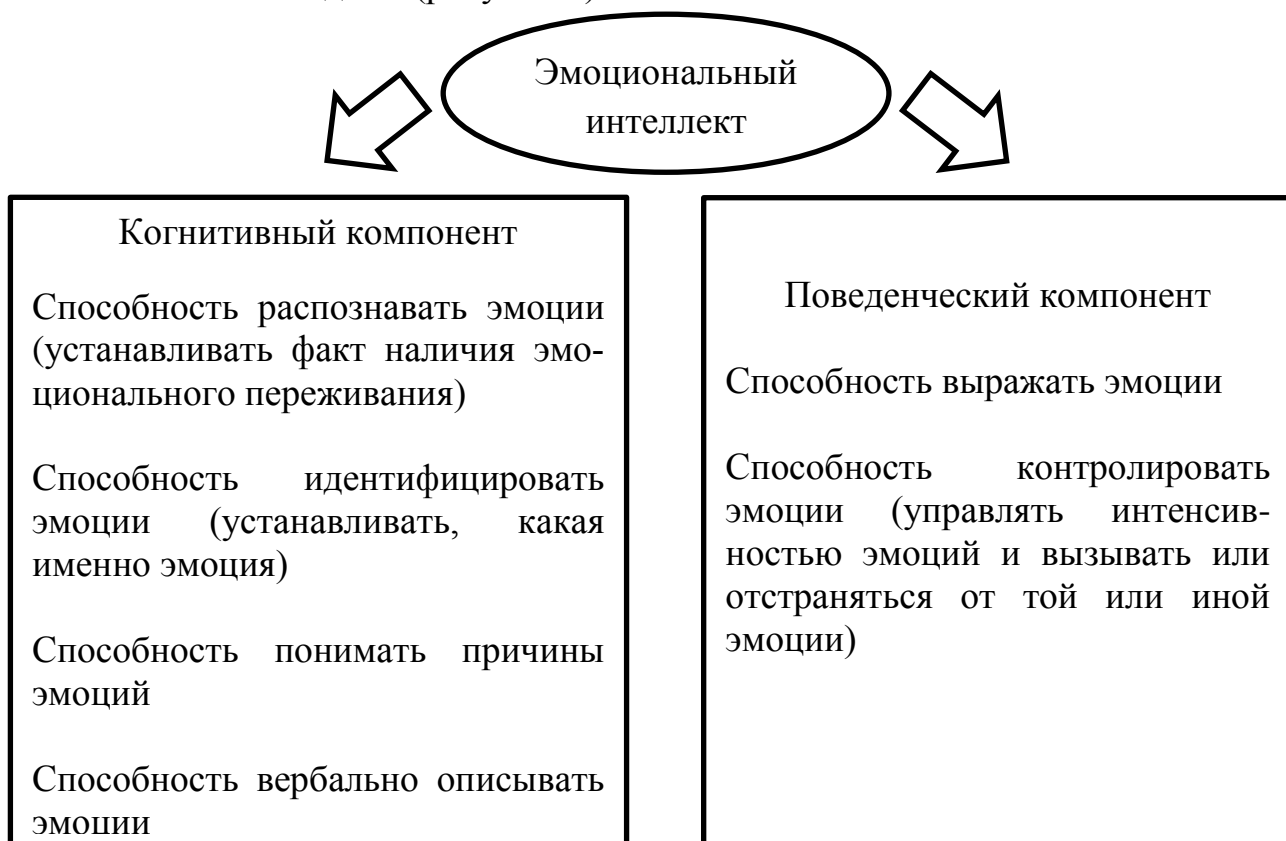 Эмоциональный
интеллект
Когнитивный компонент
Способность распознавать эмоции
(устанавливать факт наличия эмо-
ционального переживания)
Способность идентифицировать
эмоции (устанавливать, какая
именно эмоция)
Способность понимать причины
эмоций
Способность вербально описывать
эмоции
Поведенческий компонент
Способность выражать эмоции
Способность контролировать
эмоции (управлять интенсив-
ностью эмоций и вызывать или
отстраняться от той или иной
эмоции)